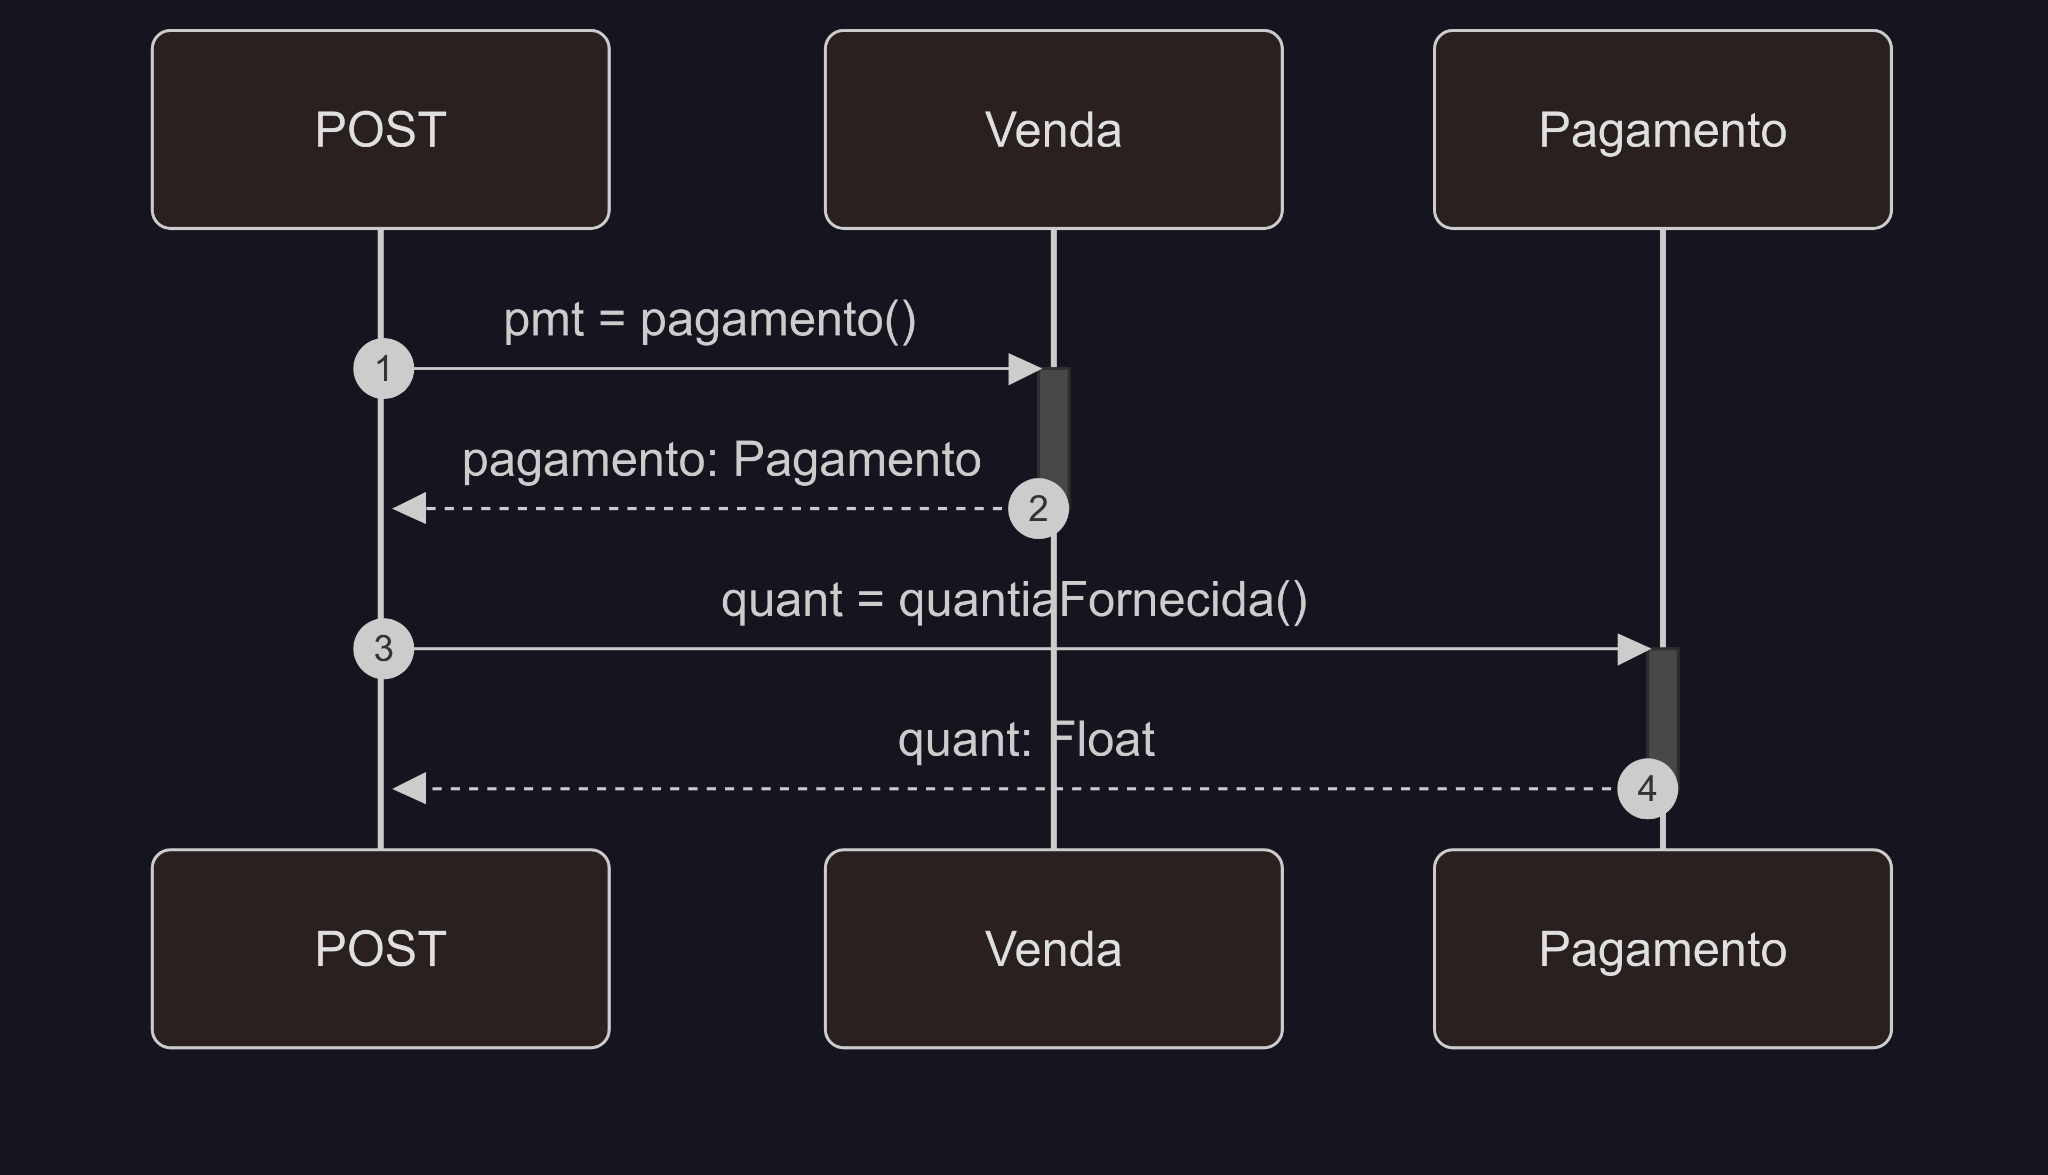 POST
Venda
Pagamento
pmt = pagamento()
1
pagamento: Pagamento
2
quant = quantiaFornecida()
3
quant: Float
4
POST
Venda
Pagamento